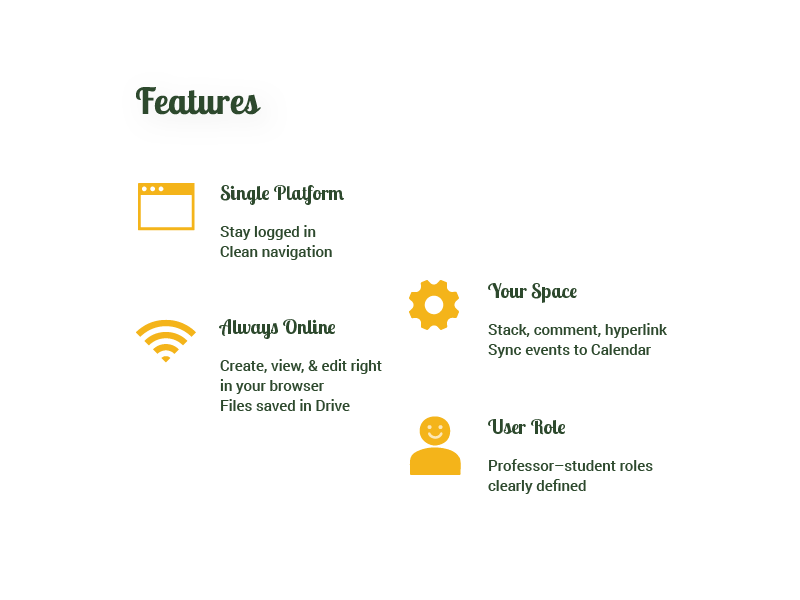 Features
Single Platform
Stay logged in
Clean navigation
Always Online
Create, view, & edit right
in your browser
Files saved in Drive
Your Space
Stack, comment, hyperlink
Sync events to Calendar
User Role
Professor–student roles
clearly defined